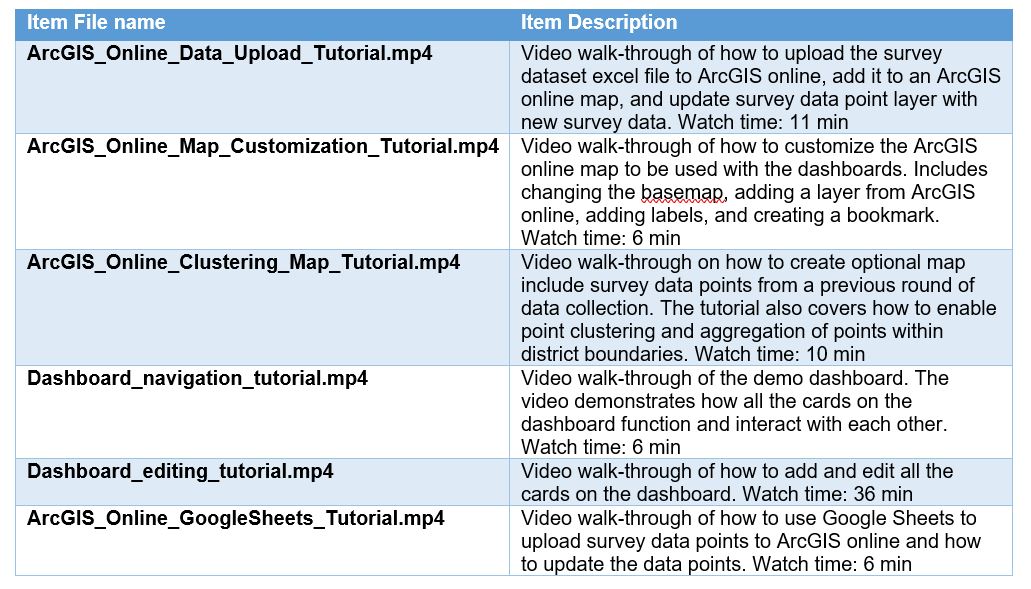 Item File name
Item Description
ArcGIS_Online_Data_Upload_Tutorial.mp4
Video walk-through of how to upload the survey
dataset excel file to ArcGIS online, add it to an ArcGIS
online map, and update survey data point layer with
new survey data. Watch time: 11 min
ArcGIS_Online_Map_Customization_Tutorial.mp4
Video walk-through of how to customize the ArcGIS
online map to be used with the dashboards. Includes
changing the basemap, adding a layer from ArcGIS
online, adding labels, and creating a bookmark.
Watch time: 6 min
ArcGIS_Online_Clustering_Map_Tutorial.mp4
Video walk-through on how to create optional map
include survey data points from a previous round of
data collection. The tutorial also covers how to enable
point clustering and aggregation of points within
district boundaries. Watch time: 10 min
Dashboard_navigation_tutorial.mp4
Video walk-through of the demo dashboard. The
video demonstrates how all the cards on the
dashboard function and interact with each other.
Watch time: 6 min
Dashboard_editing_tutorial.mp4
Video walk-through of how to add and edit all the
cards on the dashboard. Watch time: 36 min
ArcGIS_Online_GoogleSheets_Tutorial.mp4
Video walk-through of how to use Google Sheets to
upload survey data points to ArcGIS online and how
to update the data points. Watch time: 6 min